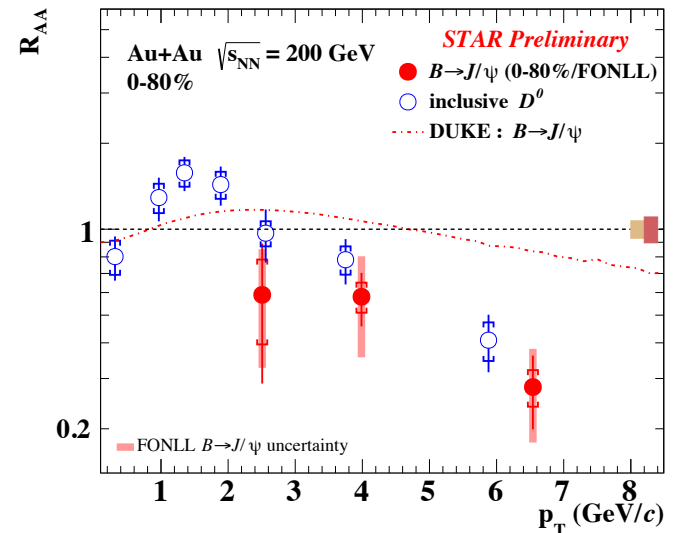 R_AA
Au+Au √s_NN = 200 GeV
0-80%
STAR Preliminary
B→J/ψ (0-80%/FONLL)
inclusive D⁰
DUKE : B→J/ψ
1
0.2
FONLL B→J/ψ uncertainty
1 2 3 4 5 6 7 8
p_T (GeV/c)